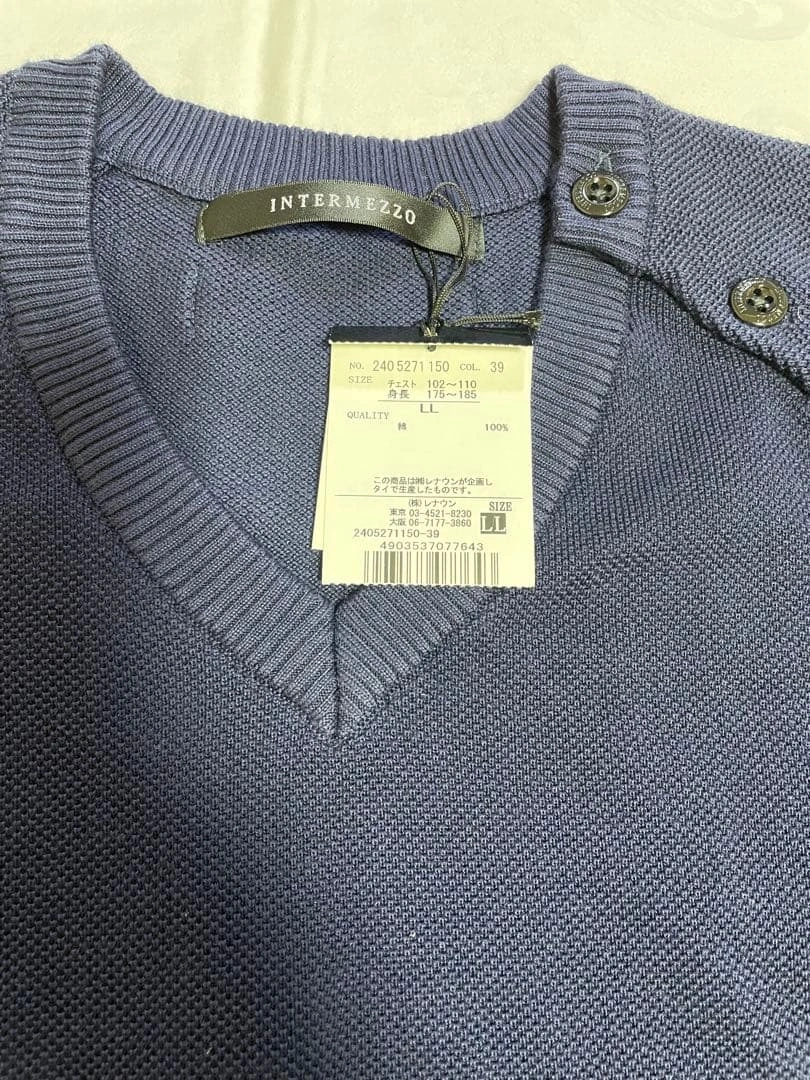 INTERMEZZO
NO. 2405271150 COL. 39
SIZE チェスト 102～110
身長 175～185
LL
QUALITY
綿 100%
この商品は㈱レナウンが企画し
タイで生産したものです。
(株)レナウン
東京 03-4521-8230
大阪 06-7177-3860
SIZE
LL
2405271150-39
4903537077643